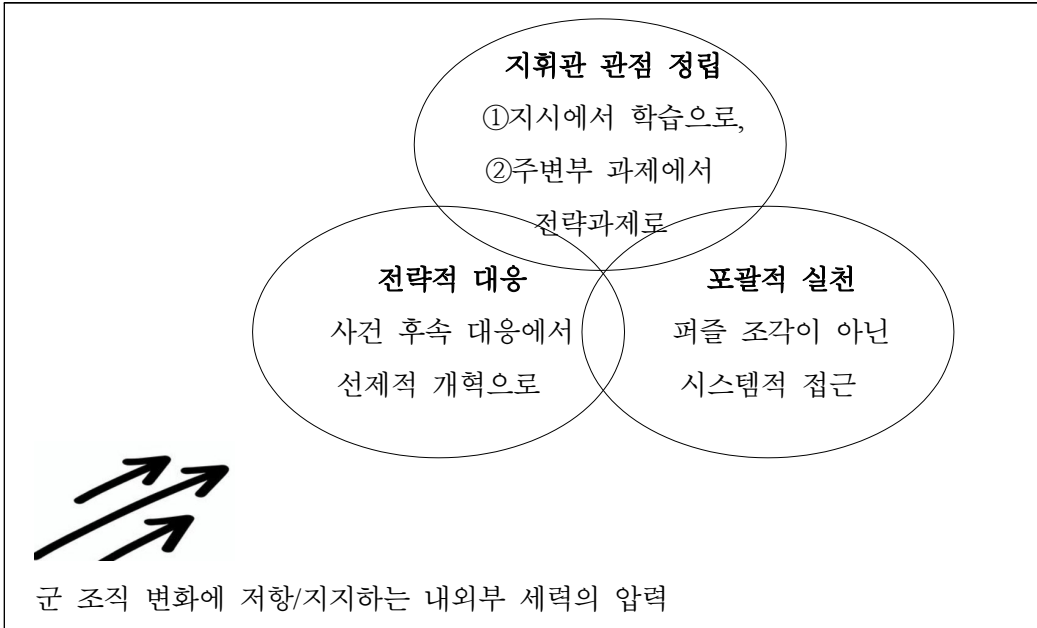 지휘관 관점 정립
①지시에서 학습으로,
②주변부 과제에서
전략과제로
전략적 대응
사건 후속 대응에서
선제적 개혁으로
포괄적 실천
퍼즐 조각이 아닌
시스템적 접근
군 조직 변화에 저항/지지하는 내외부 세력의 압력